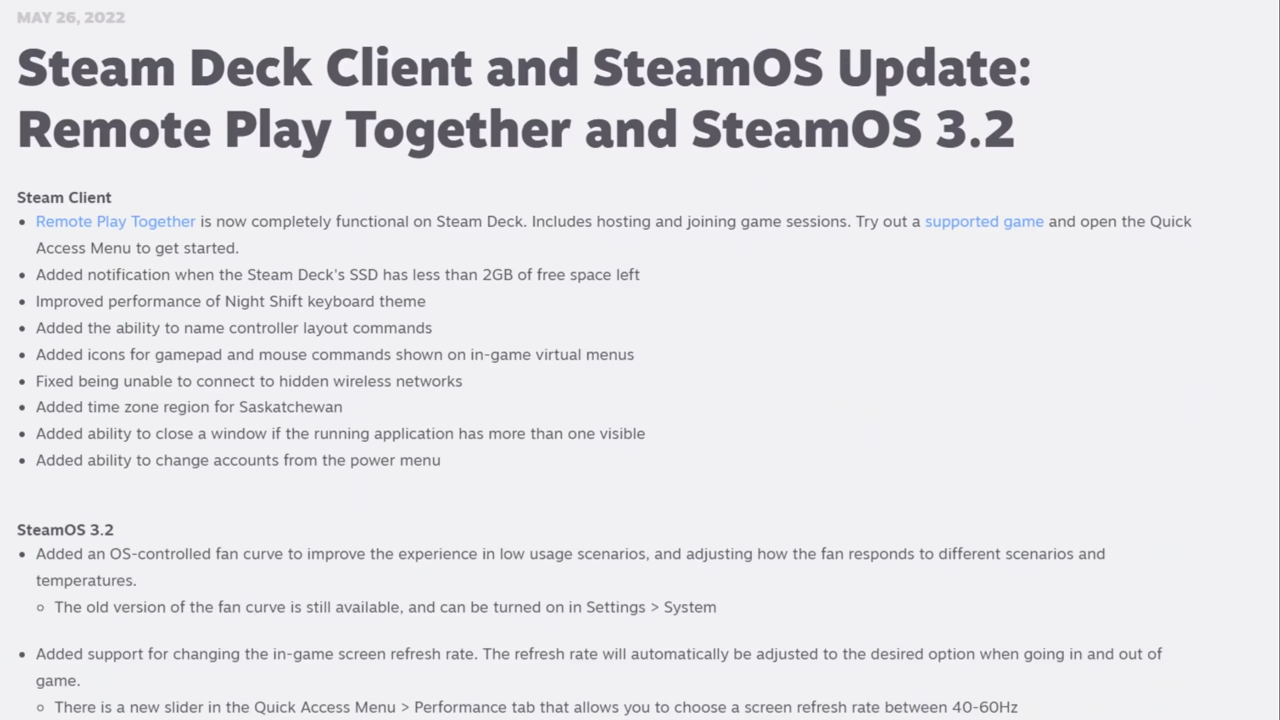 MAY 26, 2022
Steam Deck Client and SteamOS Update:
Remote Play Together and SteamOS 3.2
Steam Client
• Remote Play Together is now completely functional on Steam Deck. Includes hosting and joining game sessions. Try out a supported game and open the Quick
Access Menu to get started.
• Added notification when the Steam Deck's SSD has less than 2GB of free space left
• Improved performance of Night Shift keyboard theme
• Added the ability to name controller layout commands
• Added icons for gamepad and mouse commands shown on in-game virtual menus
• Fixed being unable to connect to hidden wireless networks
• Added time zone region for Saskatchewan
• Added ability to close a window if the running application has more than one visible
• Added ability to change accounts from the power menu
SteamOS 3.2
• Added an OS-controlled fan curve to improve the experience in low usage scenarios, and adjusting how the fan responds to different scenarios and
temperatures.
◦ The old version of the fan curve is still available, and can be turned on in Settings > System
• Added support for changing the in-game screen refresh rate. The refresh rate will automatically be adjusted to the desired option when going in and out of
game.
◦ There is a new slider in the Quick Access Menu > Performance tab that allows you to choose a screen refresh rate between 40-60Hz